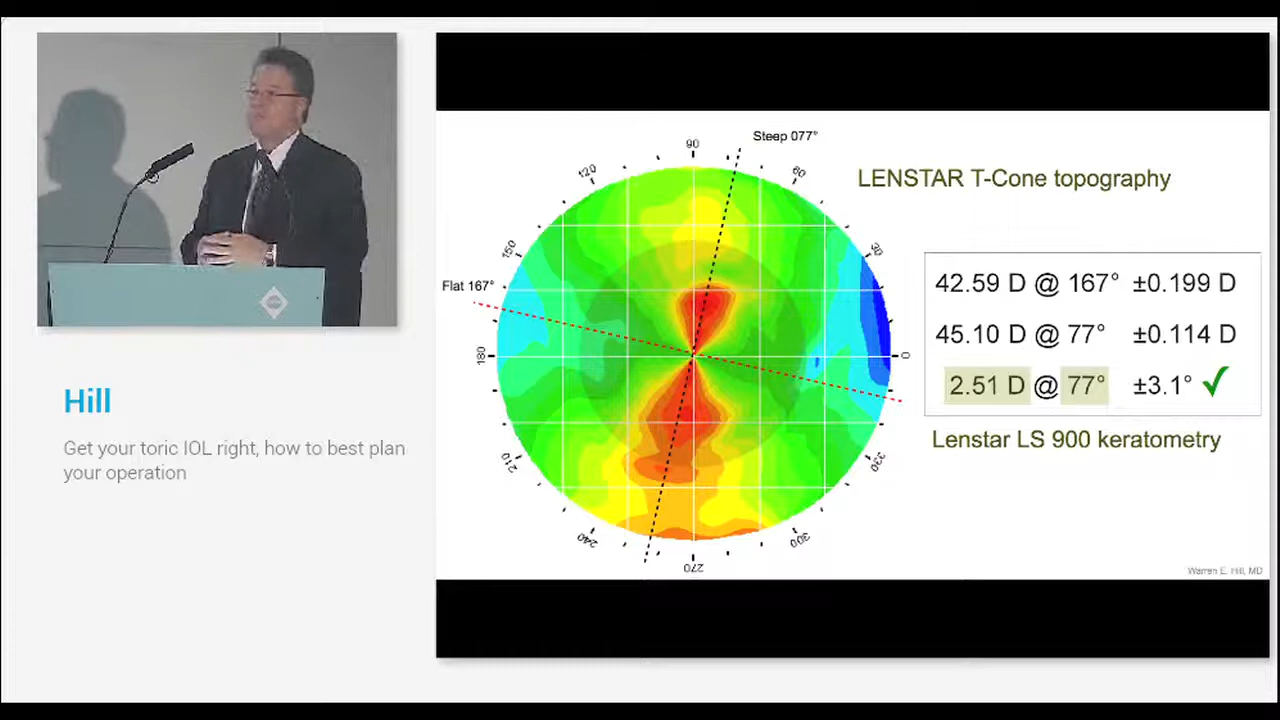 Hill
Get your toric IOL right, how to best plan
your operation
Steep 077°
90
120
60
LENSTAR T-Cone topography
150
30
Flat 167°
42.59 D @ 167° ±0.199 D
45.10 D @ 77° ±0.114 D
180
0
2.51 D @ 77° ±3.1° ✓
Lenstar LS 900 keratometry
210
330
240
300
270
Warren E. Hill, MD